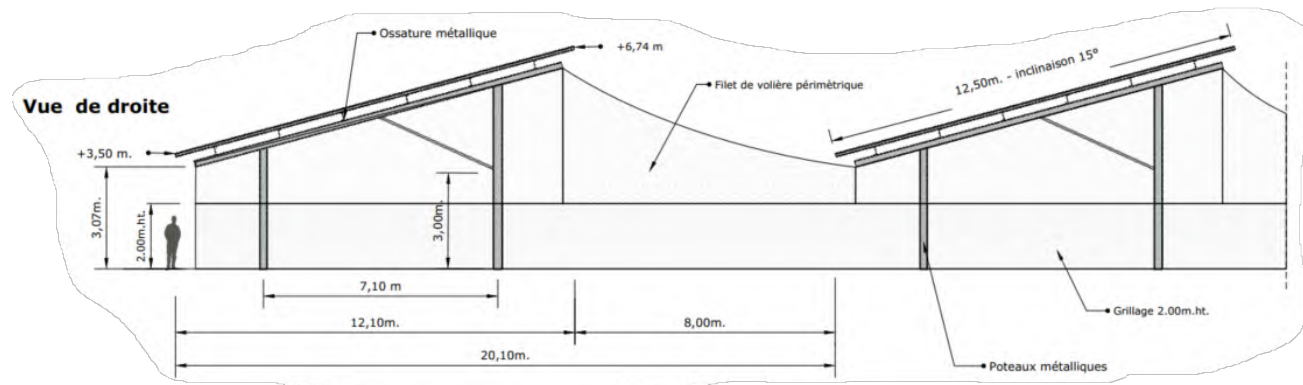 Ossature métallique
+6,74 m
12,50m. - inclinaison 15°
Filet de volière périmètrique
Vue de droite
+3,50 m.
3,07m.
2.00m.ht.
3,00m.
7,10 m
12,10m.
8,00m.
Grillage 2.00m.ht.
20,10m.
Poteaux métalliques